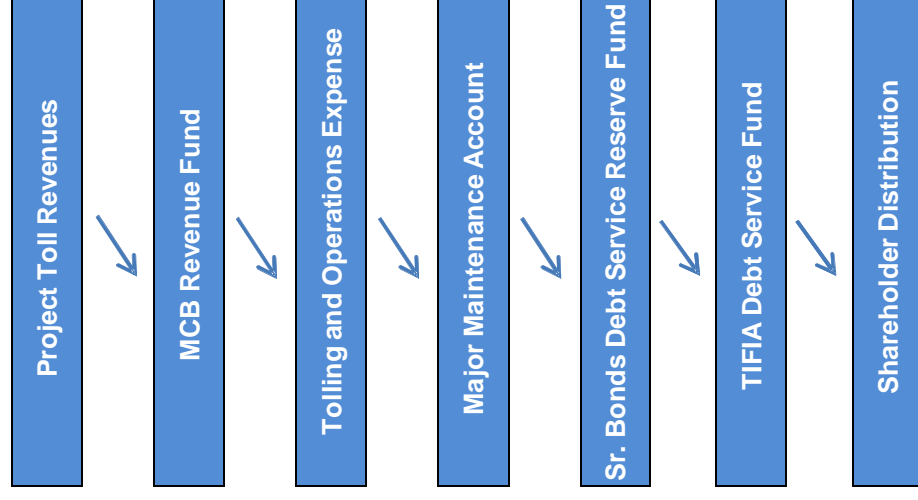 Project Toll Revenues
MCB Revenue Fund
Tolling and Operations Expense
Major Maintenance Account
Sr. Bonds Debt Service Reserve Fund
TIFIA Debt Service Fund
Shareholder Distribution